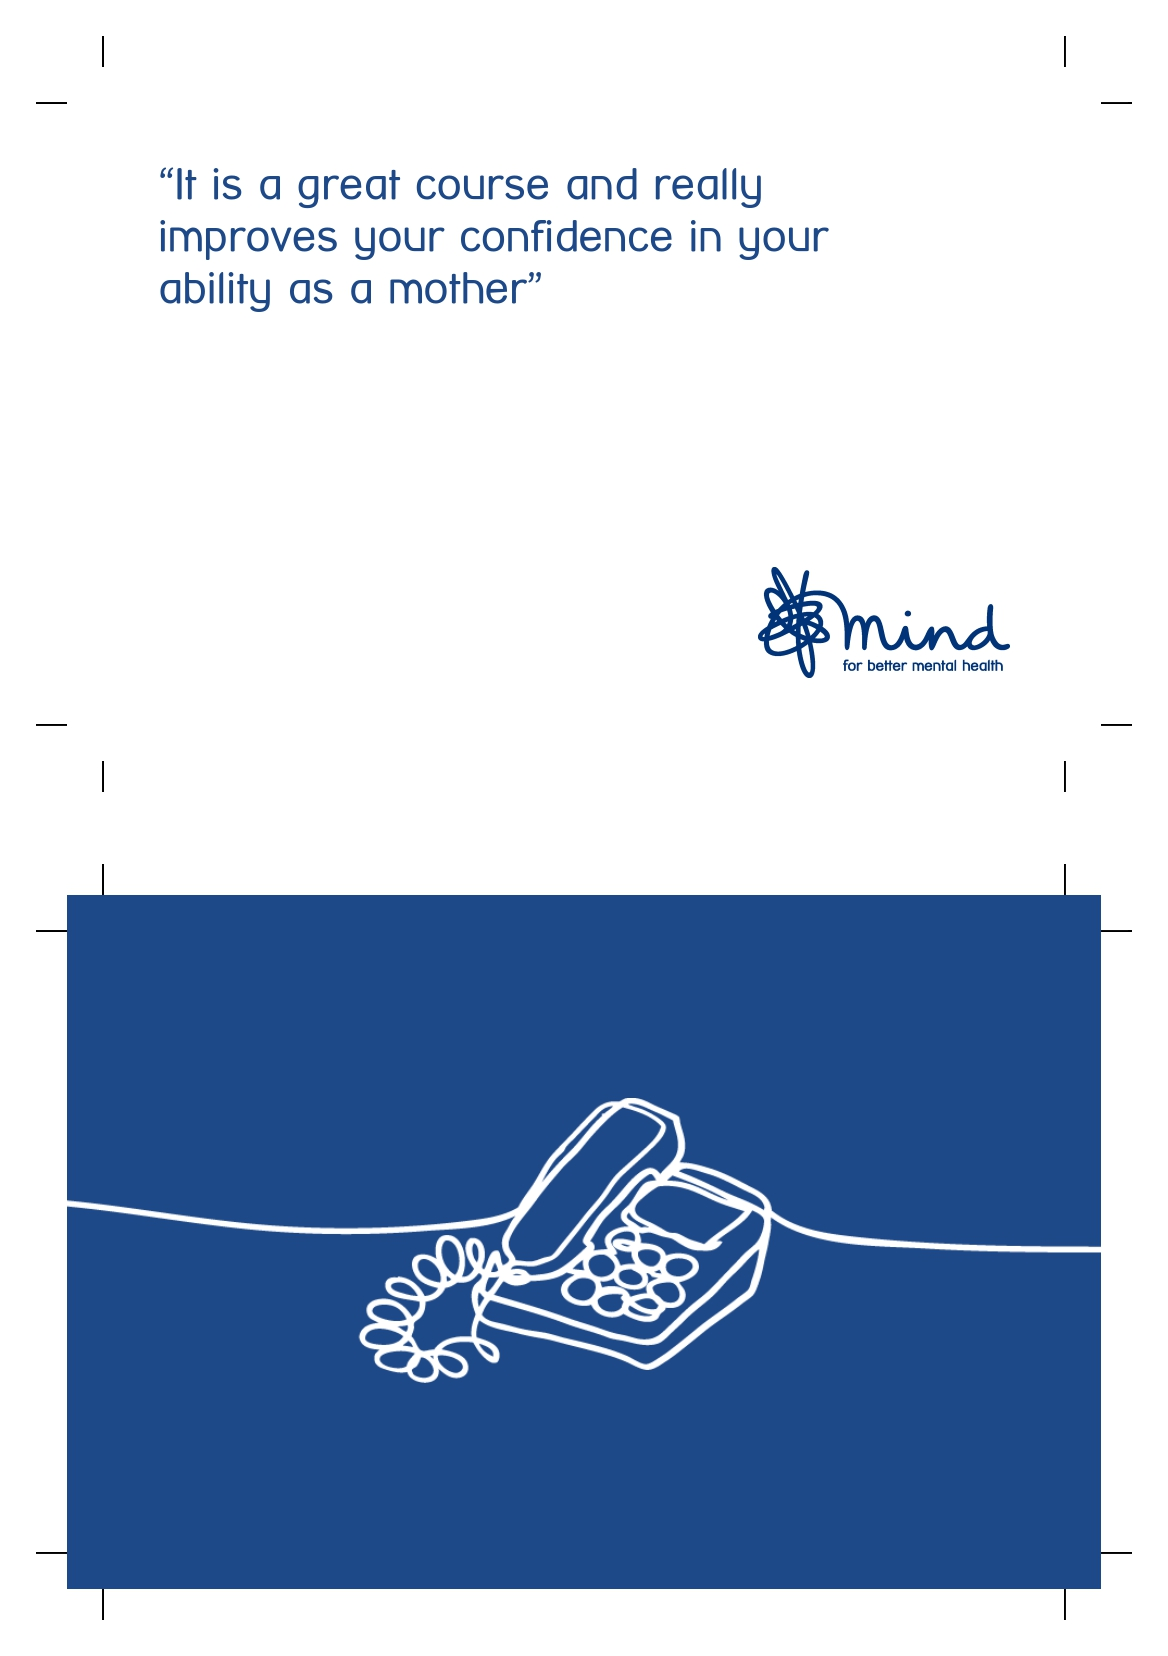 “It is a great course and really
improves your confidence in your
ability as a mother”
mind
for better mental health